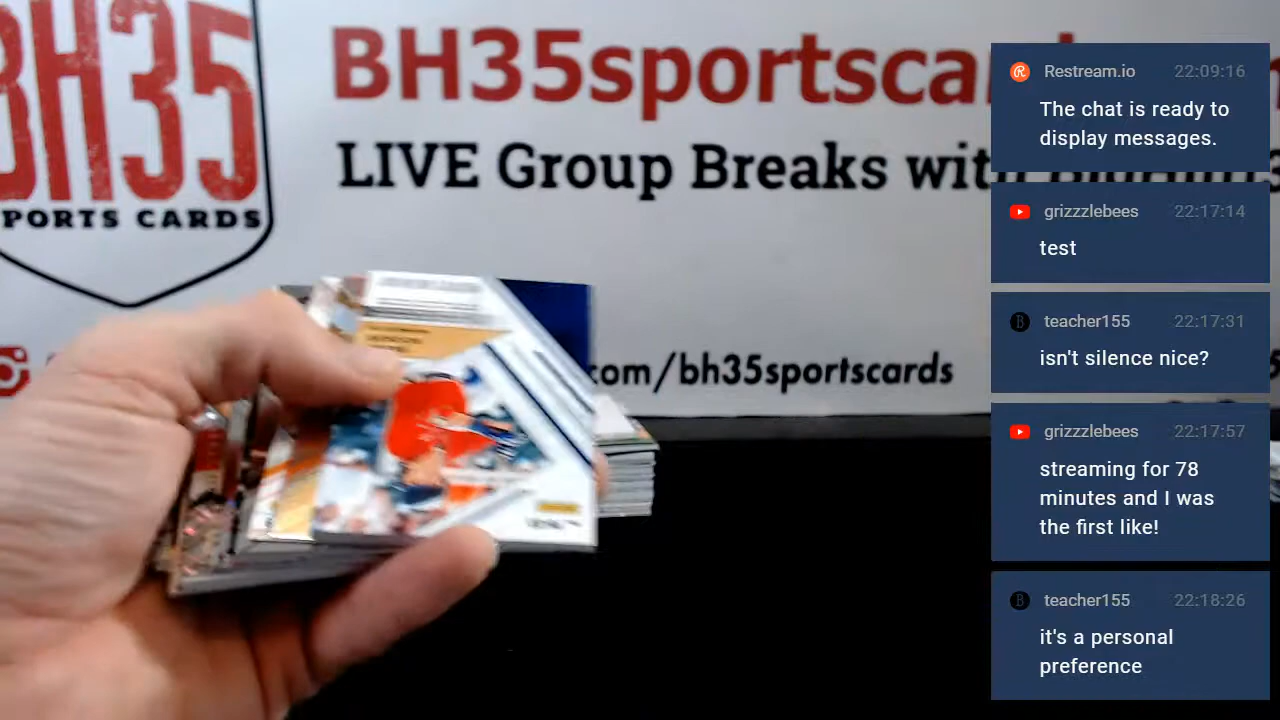 BH35
SPORTS CARDS
BH35sportsca
LIVE Group Breaks with
com/bh35sportscards
Restream.io 22:09:16
The chat is ready to
display messages.
grizzzlebees 22:17:14
test
teacher155 22:17:31
isn't silence nice?
grizzzlebees 22:17:57
streaming for 78
minutes and I was
the first like!
teacher155 22:18:26
it's a personal
preference